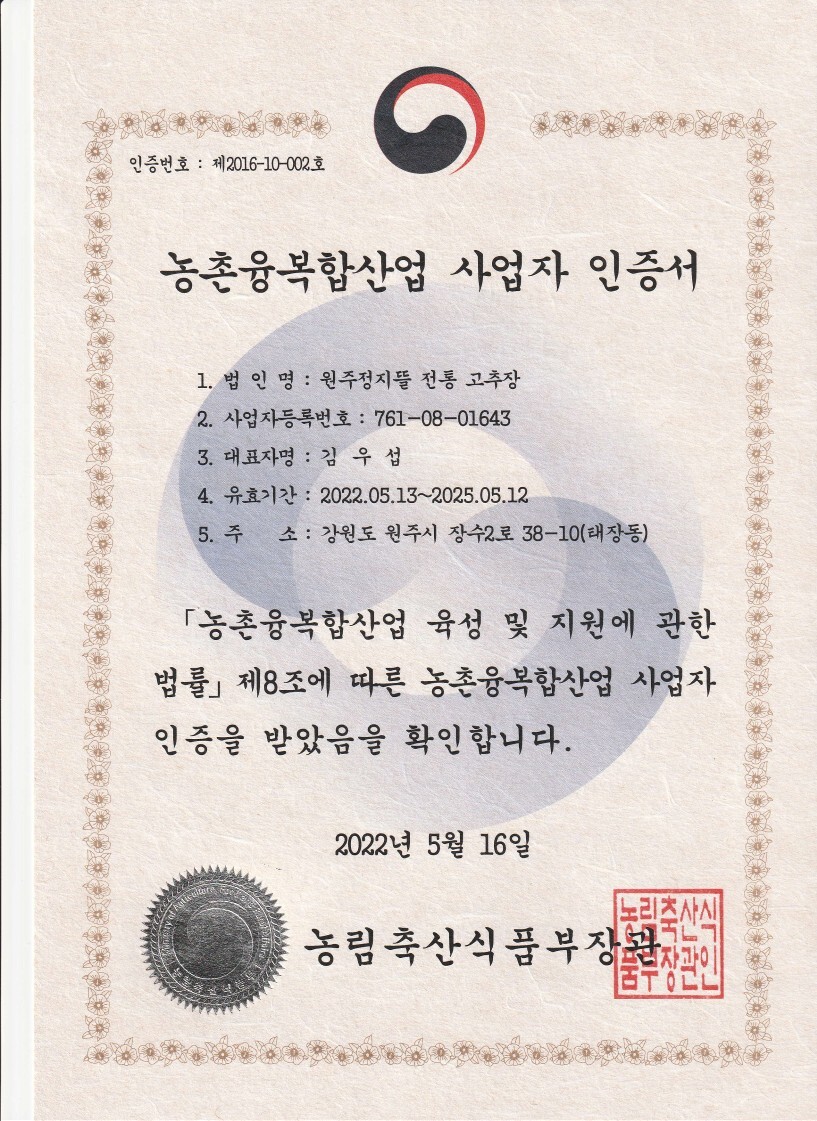 인증번호 : 제2016-10-002호
농촌융복합산업 사업자 인증서
1. 법 인 명 : 원주정지뜰 전통 고추장
2. 사업자등록번호 : 761-08-01643
3. 대표자명 : 김 우 섭
4. 유효기간 : 2022.05.13~2025.05.12
5. 주 소 : 강원도 원주시 장수2로 38-10(태장동)
「농촌융복합산업 육성 및 지원에 관한
법률」 제8조에 따른 농촌융복합산업 사업자
인증을 받았음을 확인합니다.
2022년 5월 16일
농림축산식품부장관
농림축산식
품부장관인